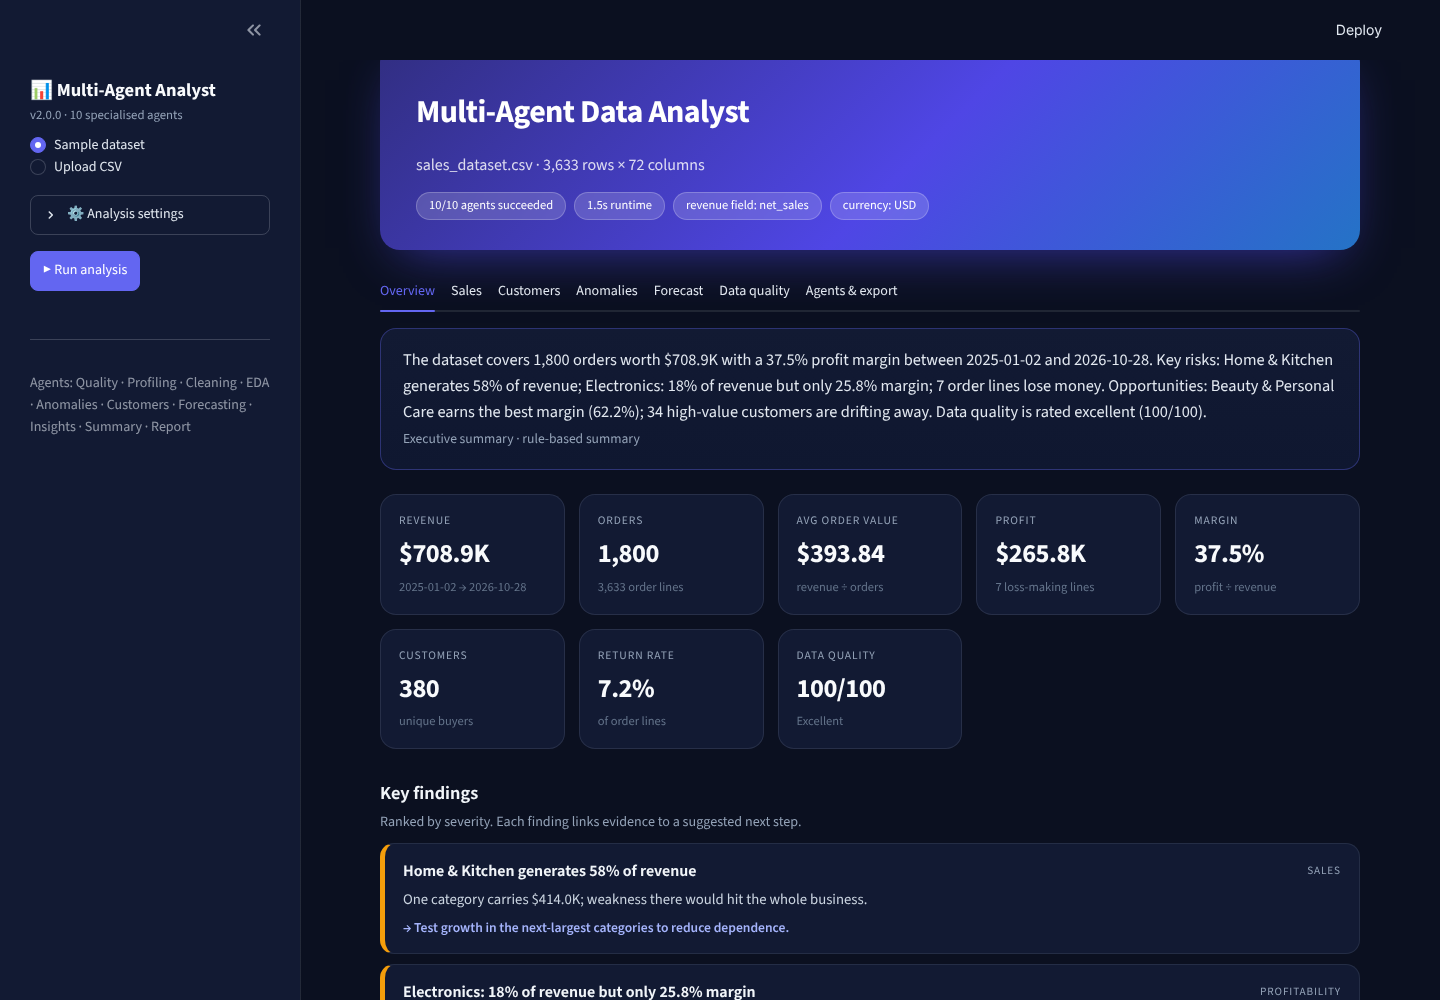 Deploy
📊 Multi-Agent Analyst
v2.0.0 · 10 specialised agents
Sample dataset
Upload CSV
⚙️ Analysis settings
▶ Run analysis
Agents: Quality · Profiling · Cleaning · EDA
· Anomalies · Customers · Forecasting ·
Insights · Summary · Report
Multi-Agent Data Analyst
sales_dataset.csv · 3,633 rows × 72 columns
10/10 agents succeeded
1.5s runtime
revenue field: net_sales
currency: USD
Overview
Sales
Customers
Anomalies
Forecast
Data quality
Agents & export
The dataset covers 1,800 orders worth $708.9K with a 37.5% profit margin between 2025-01-02 and 2026-10-28. Key risks: Home & Kitchen
generates 58% of revenue; Electronics: 18% of revenue but only 25.8% margin; 7 order lines lose money. Opportunities: Beauty & Personal
Care earns the best margin (62.2%); 34 high-value customers are drifting away. Data quality is rated excellent (100/100).
Executive summary · rule-based summary
REVENUE
$708.9K
2025-01-02 → 2026-10-28
ORDERS
1,800
3,633 order lines
AVG ORDER VALUE
$393.84
revenue ÷ orders
PROFIT
$265.8K
7 loss-making lines
MARGIN
37.5%
profit ÷ revenue
CUSTOMERS
380
unique buyers
RETURN RATE
7.2%
of order lines
DATA QUALITY
100/100
Excellent
Key findings
Ranked by severity. Each finding links evidence to a suggested next step.
Home & Kitchen generates 58% of revenue
SALES
One category carries $414.0K; weakness there would hit the whole business.
→ Test growth in the next-largest categories to reduce dependence.
Electronics: 18% of revenue but only 25.8% margin
PROFITABILITY